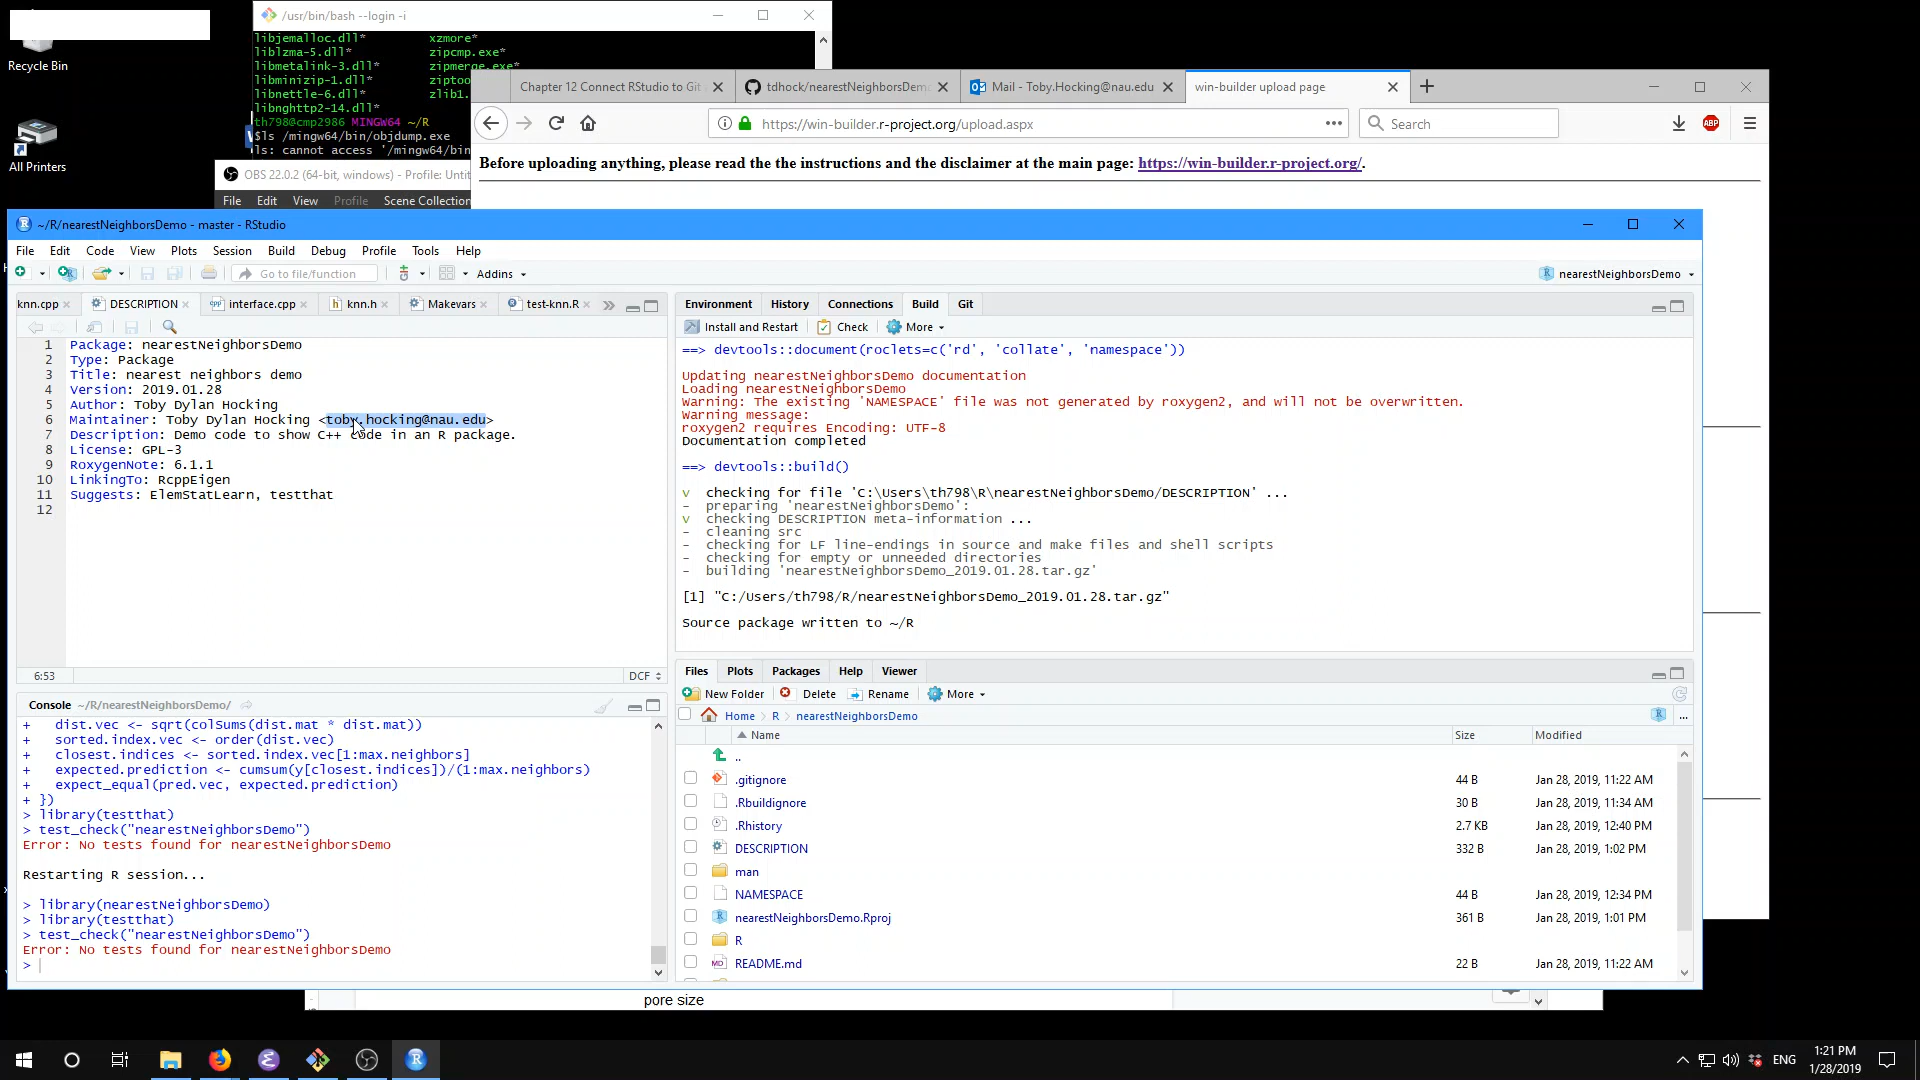 /usr/bin/bash --login -i
libjemalloc.dll* xzmore*
liblzma-5.dll* zipcmp.exe*
libmetalink-3.dll* zipmerge.exe*
libminizip-1.dll* ziptoo
libnettle-6.dll* zlib1.
libnghttp2-14.dll*
th798@cmp2986 MINGW64 ~/R
$ls /mingw64/bin/objdump.exe
ls: cannot access '/mingw64/bin
Recycle Bin
All Printers
OBS 22.0.2 (64-bit, windows) - Profile: Untit
File Edit View Profile Scene Collection
Chapter 12 Connect RStudio to Git
tdhock/nearestNeighborsDemo
Mail - Toby.Hocking@nau.edu
win-builder upload page
https://win-builder.r-project.org/upload.aspx
Search
ABP
Before uploading anything, please read the the instructions and the disclaimer at the main page: https://win-builder.r-project.org/.
~/R/nearestNeighborsDemo - master - RStudio
File Edit Code View Plots Session Build Debug Profile Tools Help
Go to file/function
Addins
nearestNeighborsDemo
knn.cpp DESCRIPTION interface.cpp knn.h Makevars test-knn.R
1 Package: nearestNeighborsDemo
2 Type: Package
3 Title: nearest neighbors demo
4 Version: 2019.01.28
5 Author: Toby Dylan Hocking
6 Maintainer: Toby Dylan Hocking <toby.hocking@nau.edu>
7 Description: Demo code to show C++ code in an R package.
8 License: GPL-3
9 RoxygenNote: 6.1.1
10 LinkingTo: RcppEigen
11 Suggests: ElemStatLearn, testthat
12
6:53 DCF
Console ~/R/nearestNeighborsDemo/
+ dist.vec <- sqrt(colSums(dist.mat * dist.mat))
+ sorted.index.vec <- order(dist.vec)
+ closest.indices <- sorted.index.vec[1:max.neighbors]
+ expected.prediction <- cumsum(y[closest.indices])/(1:max.neighbors)
+ expect_equal(pred.vec, expected.prediction)
+ })
> library(testthat)
> test_check("nearestNeighborsDemo")
Error: No tests found for nearestNeighborsDemo
Restarting R session...
> library(nearestNeighborsDemo)
> library(testthat)
> test_check("nearestNeighborsDemo")
Error: No tests found for nearestNeighborsDemo
>
Environment History Connections Build Git
Install and Restart Check More
==> devtools::document(roclets=c('rd', 'collate', 'namespace'))
Updating nearestNeighborsDemo documentation
Loading nearestNeighborsDemo
Warning: The existing 'NAMESPACE' file was not generated by roxygen2, and will not be overwritten.
Warning message:
roxygen2 requires Encoding: UTF-8
Documentation completed
==> devtools::build()
v checking for file 'C:\Users\th798\R\nearestNeighborsDemo/DESCRIPTION' ...
- preparing 'nearestNeighborsDemo':
v checking DESCRIPTION meta-information ...
- cleaning src
- checking for LF line-endings in source and make files and shell scripts
- checking for empty or unneeded directories
- building 'nearestNeighborsDemo_2019.01.28.tar.gz'
[1] "C:/Users/th798/R/nearestNeighborsDemo_2019.01.28.tar.gz"
Source package written to ~/R
Files Plots Packages Help Viewer
New Folder Delete Rename More
Home R nearestNeighborsDemo
Name Size Modified
..
.gitignore 44 B Jan 28, 2019, 11:22 AM
.Rbuildignore 30 B Jan 28, 2019, 11:34 AM
.Rhistory 2.7 KB Jan 28, 2019, 12:40 PM
DESCRIPTION 332 B Jan 28, 2019, 1:02 PM
man
NAMESPACE 44 B Jan 28, 2019, 12:34 PM
nearestNeighborsDemo.Rproj 361 B Jan 28, 2019, 1:01 PM
R
README.md 22 B Jan 28, 2019, 11:22 AM
pore size
ENG
1:21 PM
1/28/2019